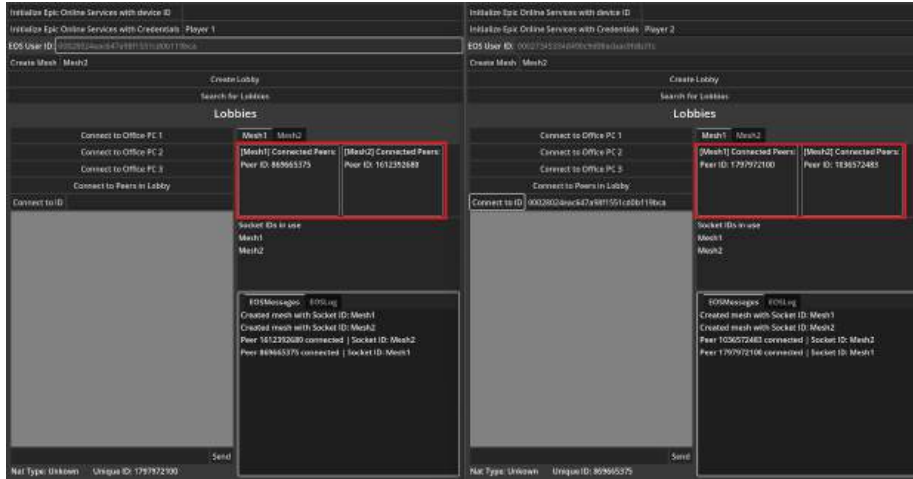 Initialize Epic Online Services with device ID
Initialize Epic Online Services with Credentials Player 1
EOS User ID:
Create Mesh Mesh2
Create Lobby
Search for Lobbies
Lobbies
Connect to Office PC 1
Connect to Office PC 2
Connect to Office PC 3
Connect to Peers in Lobby
Connect to ID
Mesh1 Mesh2
[Mesh1] Connected Peers: [Mesh2] Connected Peers:
Peer ID: 869665375 Peer ID: 1612392680
Socket IDs in use
Mesh1
Mesh2
EOSMessages EOSLog
Created mesh with Socket ID: Mesh1
Created mesh with Socket ID: Mesh2
Peer 1612392680 connected | Socket ID: Mesh2
Peer 869665375 connected | Socket ID: Mesh1
Send
Nat Type: Unkown Unique ID: 1797972100
Initialize Epic Online Services with device ID
Initialize Epic Online Services with Credentials Player 2
EOS User ID:
Create Mesh Mesh2
Create Lobby
Search for Lobbies
Lobbies
Connect to Office PC 1
Connect to Office PC 2
Connect to Office PC 3
Connect to Peers in Lobby
Connect to ID
Mesh1 Mesh2
[Mesh1] Connected Peers: [Mesh2] Connected Peers:
Peer ID: 1797972100 Peer ID: 1036572483
Socket IDs in use
Mesh1
Mesh2
EOSMessages EOSLog
Created mesh with Socket ID: Mesh1
Created mesh with Socket ID: Mesh2
Peer 1036572483 connected | Socket ID: Mesh2
Peer 1797972100 connected | Socket ID: Mesh1
Send
Nat Type: Unkown Unique ID: 869665375